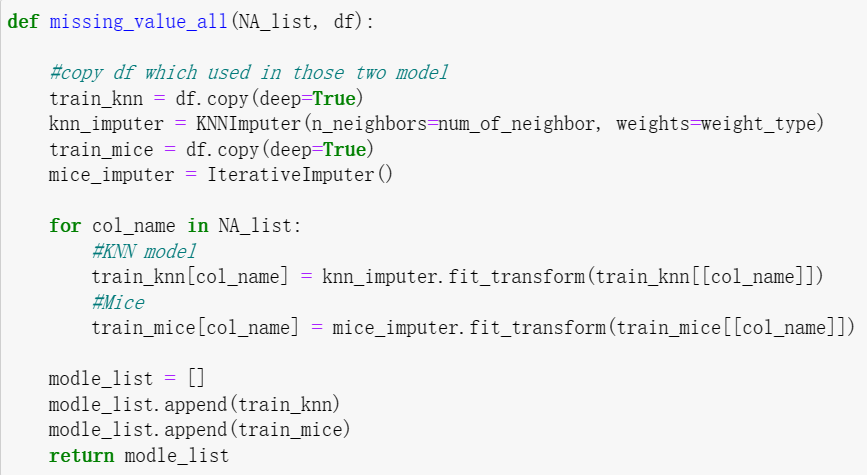 def missing_value_all(NA_list, df):
#copy df which used in those two model
train_knn = df.copy(deep=True)
knn_imputer = KNNImputer(n_neighbors=num_of_neighbor, weights=weight_type)
train_mice = df.copy(deep=True)
mice_imputer = IterativeImputer()
for col_name in NA_list:
#KNN model
train_knn[col_name] = knn_imputer.fit_transform(train_knn[[col_name]])
#Mice
train_mice[col_name] = mice_imputer.fit_transform(train_mice[[col_name]])
modle_list = []
modle_list.append(train_knn)
modle_list.append(train_mice)
return modle_list